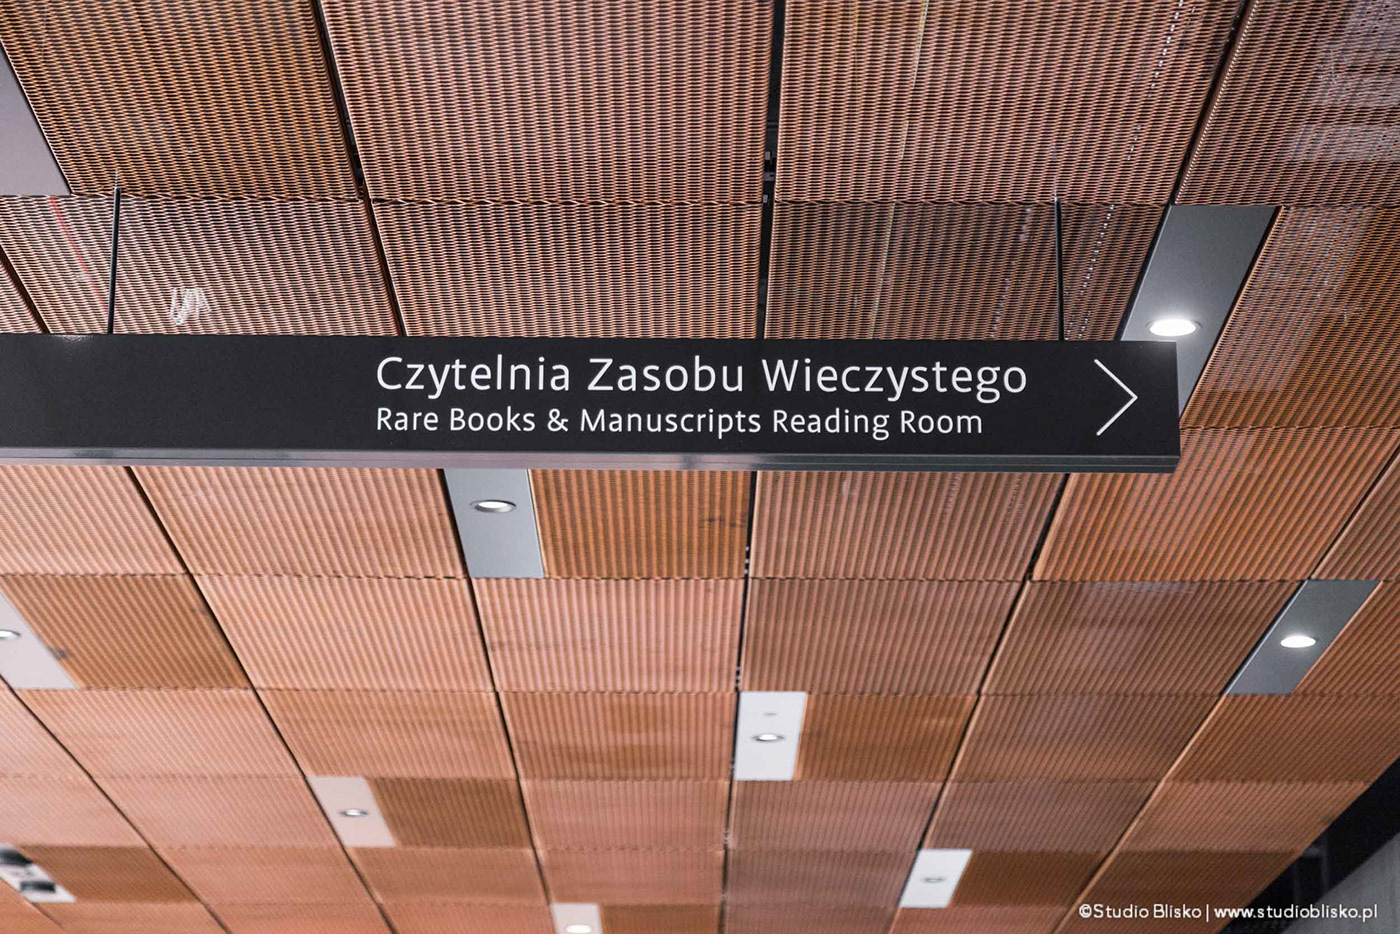 Czytelnia Zasobu Wieczystego
Rare Books & Manuscripts Reading Room
©Studio Blisko | www.studioblisko.pl